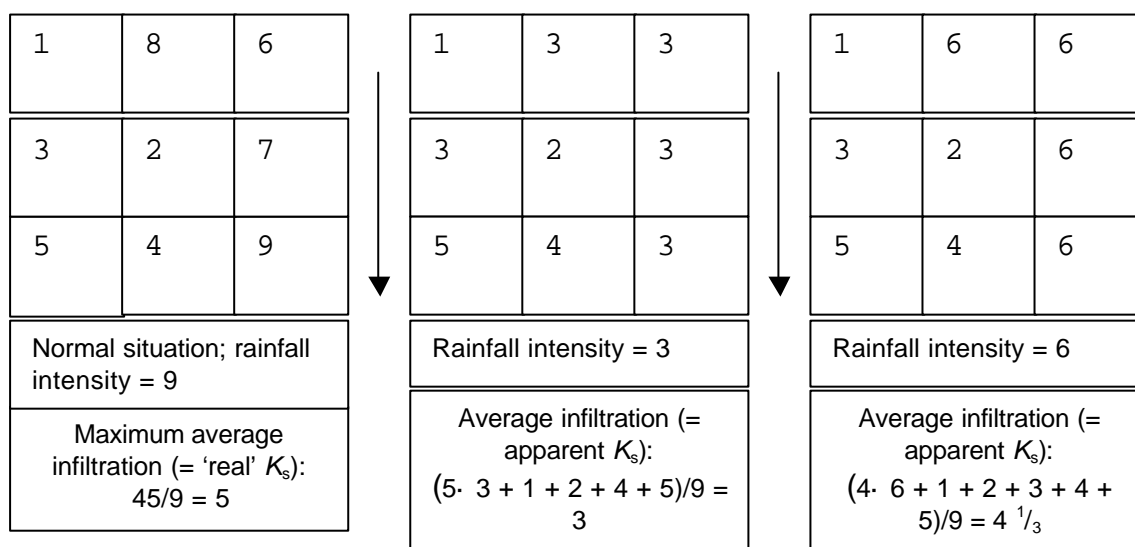 1 8 6
3 2 7
5 4 9
Normal situation; rainfall
intensity = 9
Maximum average
infiltration (= ‘real’ Ks):
45/9 = 5
1 3 3
3 2 3
5 4 3
Rainfall intensity = 3
Average infiltration (=
apparent Ks):
(5· 3 + 1 + 2 + 4 + 5)/9 =
3
1 6 6
3 2 6
5 4 6
Rainfall intensity = 6
Average infiltration (=
apparent Ks):
(4· 6 + 1 + 2 + 3 + 4 +
5)/9 = 4 1/3